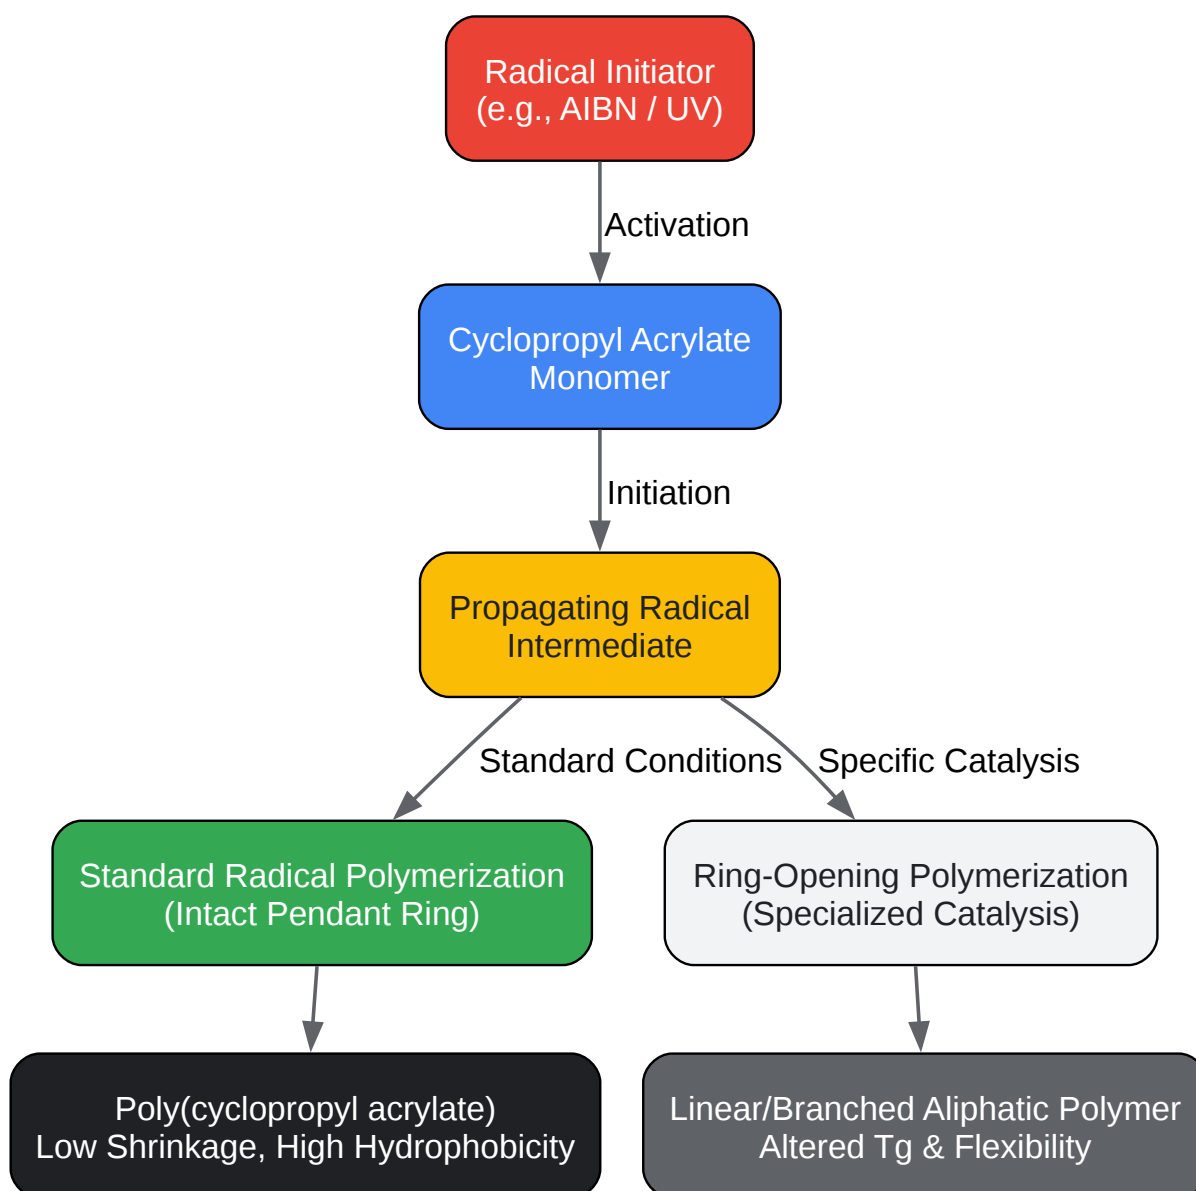 Radical Initiator
(e.g., AIBN / UV)
Activation
Cyclopropyl Acrylate
Monomer
Initiation
Propagating Radical
Intermediate
Standard Conditions
Specific Catalysis
Standard Radical Polymerization
(Intact Pendant Ring)
Ring-Opening Polymerization
(Specialized Catalysis)
Poly(cyclopropyl acrylate)
Low Shrinkage, High Hydrophobicity
Linear/Branched Aliphatic Polymer
Altered Tg & Flexibility